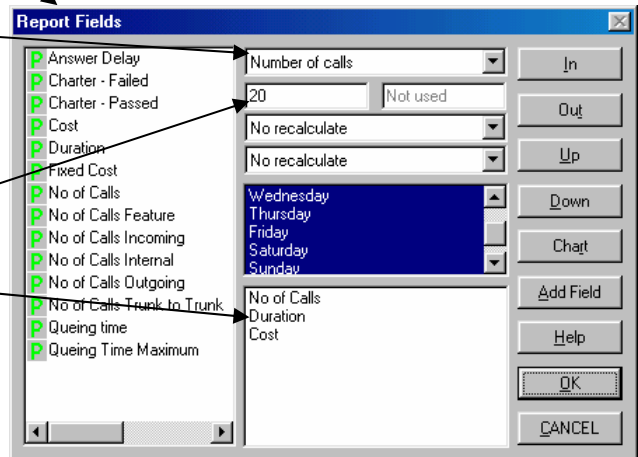 Report Fields
Answer Delay
Charter - Failed
Charter - Passed
Cost
Duration
Fixed Cost
No of Calls
No of Calls Feature
No of Calls Incoming
No of Calls Internal
No of Calls Outgoing
No of Calls Trunk to Trunk
Queing time
Queing Time Maximum
Number of calls
20
Not used
No recalculate
No recalculate
Wednesday
Thursday
Friday
Saturday
Sunday
No of Calls
Duration
Cost
In
Out
Up
Down
Chart
Add Field
Help
OK
CANCEL